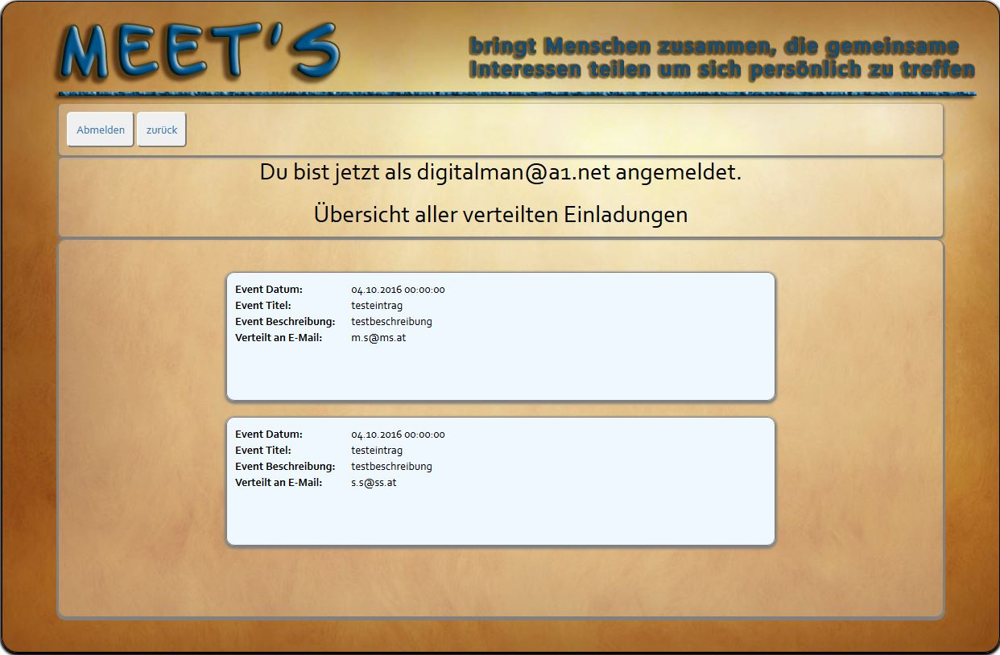 MEET'S
bringt Menschen zusammen, die gemeinsame
Interessen teilen um sich persönlich zu treffen
Abmelden zurück
Du bist jetzt als digitalman@a1.net angemeldet.
Übersicht aller verteilten Einladungen
Event Datum: 04.10.2016 00:00:00
Event Titel: testeintrag
Event Beschreibung: testbeschreibung
Verteilt an E-Mail: m.s@ms.at
Event Datum: 04.10.2016 00:00:00
Event Titel: testeintrag
Event Beschreibung: testbeschreibung
Verteilt an E-Mail: s.s@ss.at